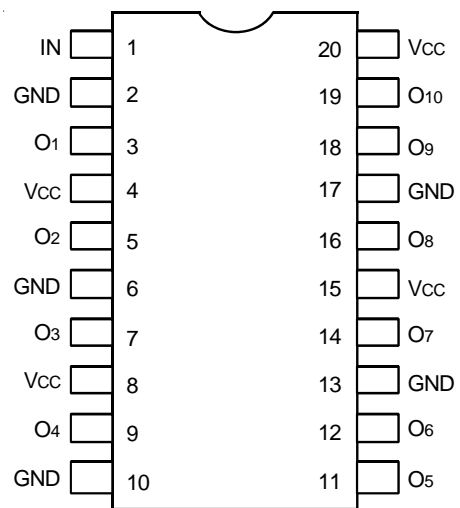 IN 1 20 VCC
GND 2 19 O10
O1 3 18 O9
VCC 4 17 GND
O2 5 16 O8
GND 6 15 VCC
O3 7 14 O7
VCC 8 13 GND
O4 9 12 O6
GND 10 11 O5